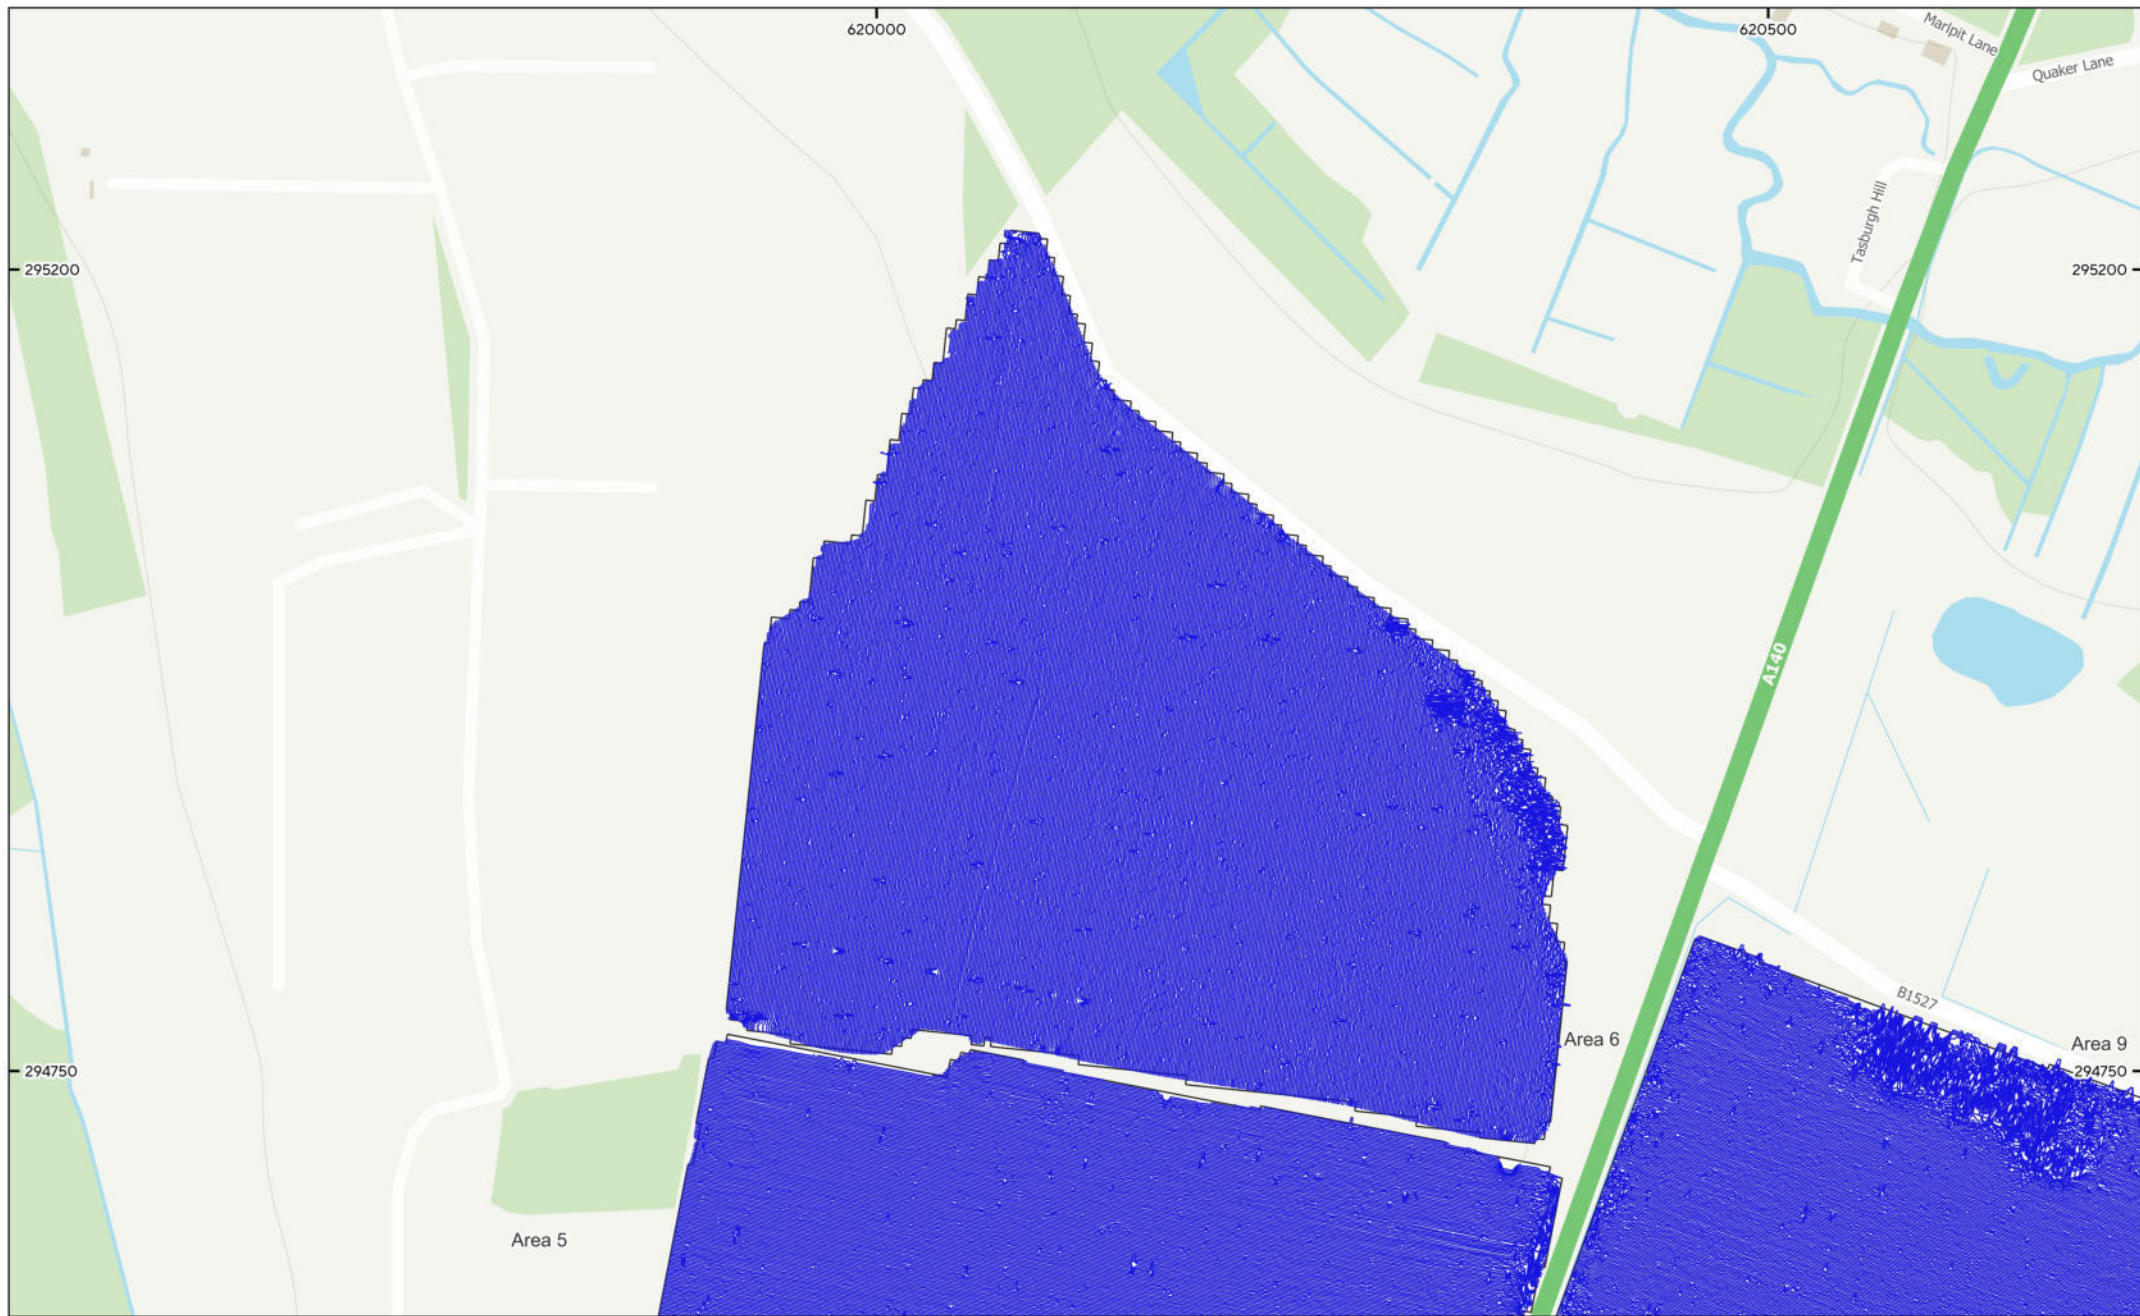 620000
620500
Marlpit Lane
Quaker Lane
Tasburgh Hill
295200
295200
A140
B1527
Area 6
Area 9
294750
294750
Area 5